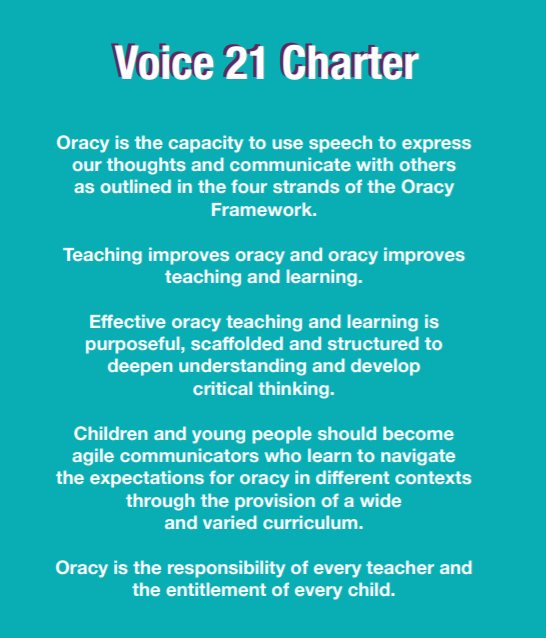 Voice 21 Charter
Oracy is the capacity to use speech to express
our thoughts and communicate with others
as outlined in the four strands of the Oracy
Framework.
Teaching improves oracy and oracy improves
teaching and learning.
Effective oracy teaching and learning is
purposeful, scaffolded and structured to
deepen understanding and develop
critical thinking.
Children and young people should become
agile communicators who learn to navigate
the expectations for oracy in different contexts
through the provision of a wide
and varied curriculum.
Oracy is the responsibility of every teacher and
the entitlement of every child.